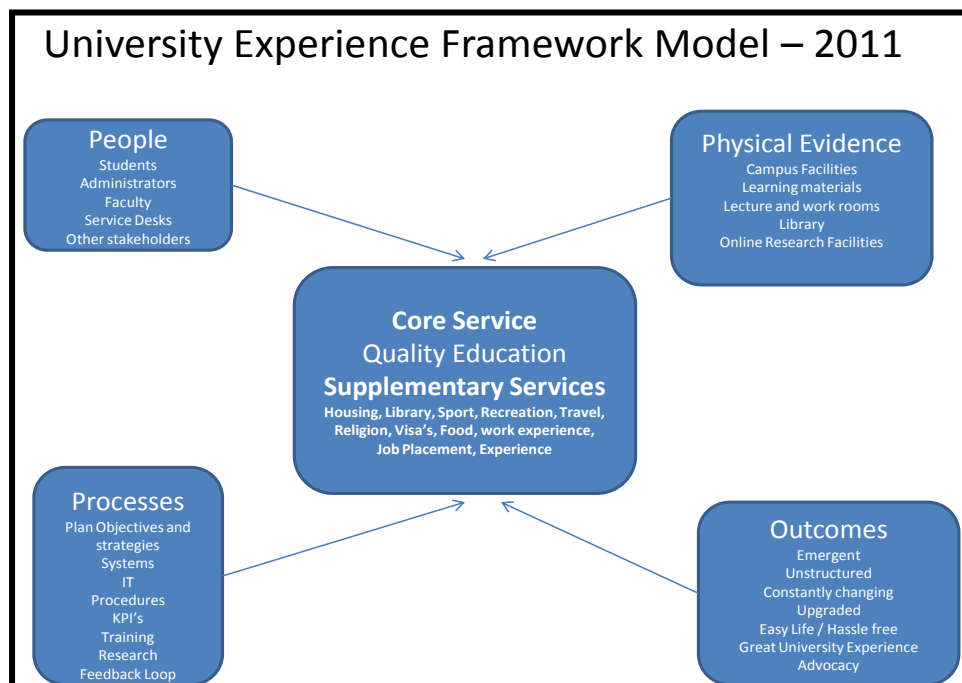 University Experience Framework Model – 2011
People
Students
Administrators
Faculty
Service Desks
Other stakeholders
Physical Evidence
Campus Facilities
Learning materials
Lecture and work rooms
Library
Online Research Facilities
Core Service
Quality Education
Supplementary Services
Housing, Library, Sport, Recreation, Travel,
Religion, Visa's, Food, work experience,
Job Placement, Experience
Processes
Plan Objectives and
strategies
Systems
IT
Procedures
KPI's
Training
Research
Feedback Loop
Outcomes
Emergent
Unstructured
Constantly changing
Upgraded
Easy Life / Hassle free
Great University Experience
Advocacy